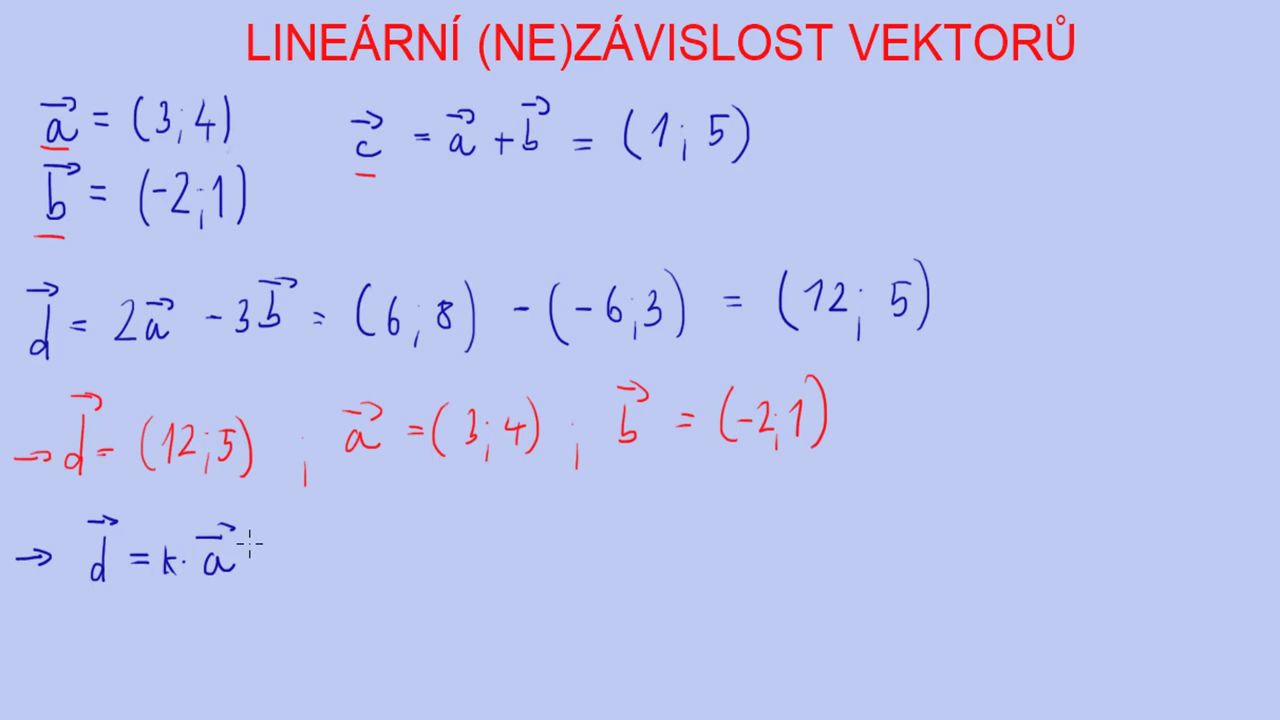 LINEÁRNÍ (NE)ZÁVISLOST VEKTORŮ
a⃗ = (3; 4)
c⃗ = a⃗ + b⃗ = (1; 5)
b⃗ = (-2; 1)
d⃗ = 2a⃗ - 3b⃗ = (6; 8) - (-6; 3) = (12; 5)
→ d⃗ = (12; 5) ; a⃗ = (3; 4) ; b⃗ = (-2; 1)
→ d⃗ = k · a⃗